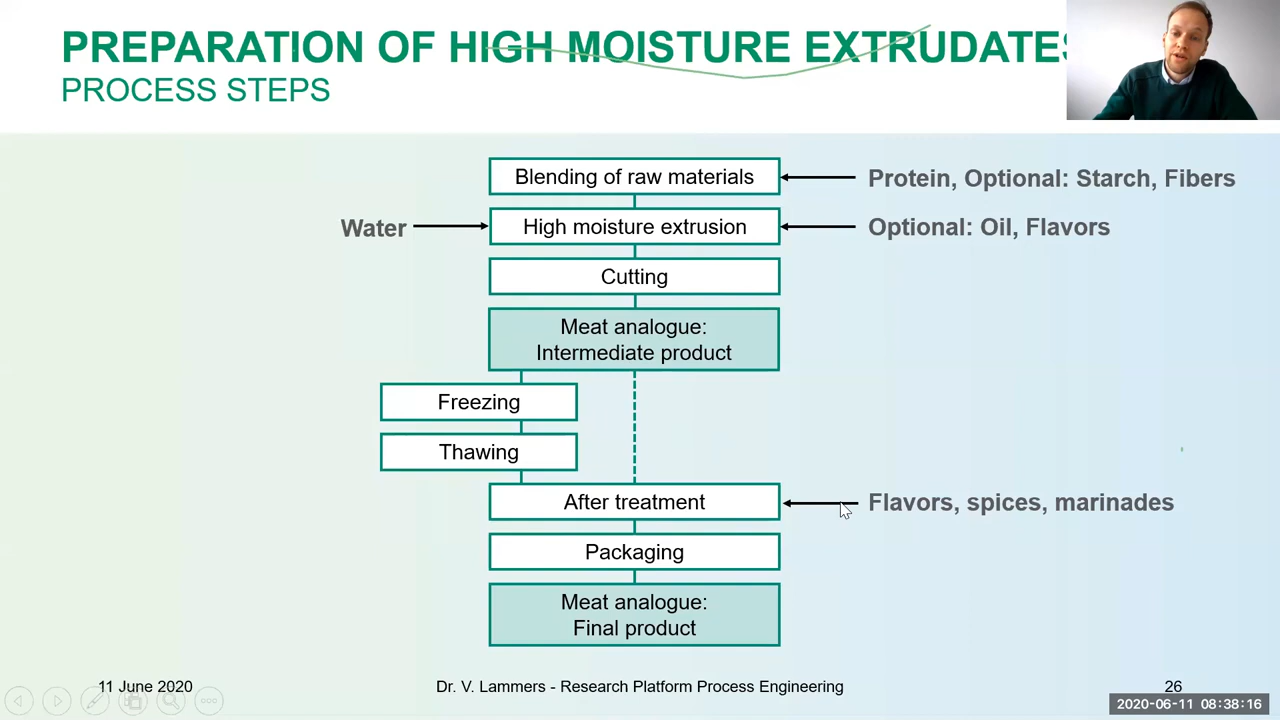 PREPARATION OF HIGH MOISTURE EXTRUDATES
PROCESS STEPS
Blending of raw materials
Protein, Optional: Starch, Fibers
Water
High moisture extrusion
Optional: Oil, Flavors
Cutting
Meat analogue:
Intermediate product
Freezing
Thawing
After treatment
Flavors, spices, marinades
Packaging
Meat analogue:
Final product
11 June 2020
Dr. V. Lammers - Research Platform Process Engineering
26
2020-06-11 08:38:16